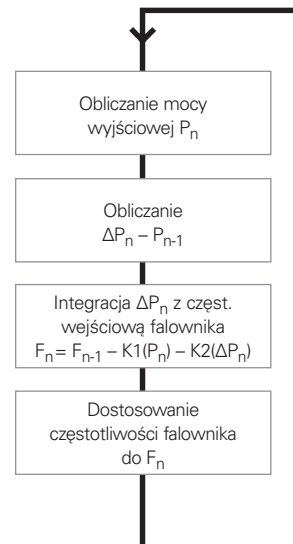 Obliczanie mocy
wyjściowej Pₙ
Obliczanie
ΔPₙ – Pₙ₋₁
Integracja ΔPₙ z częst.
wejściową falownika
Fₙ = Fₙ₋₁ – K1(Pₙ) – K2(ΔPₙ)
Dostosowanie
częstotliwości falownika
do Fₙ